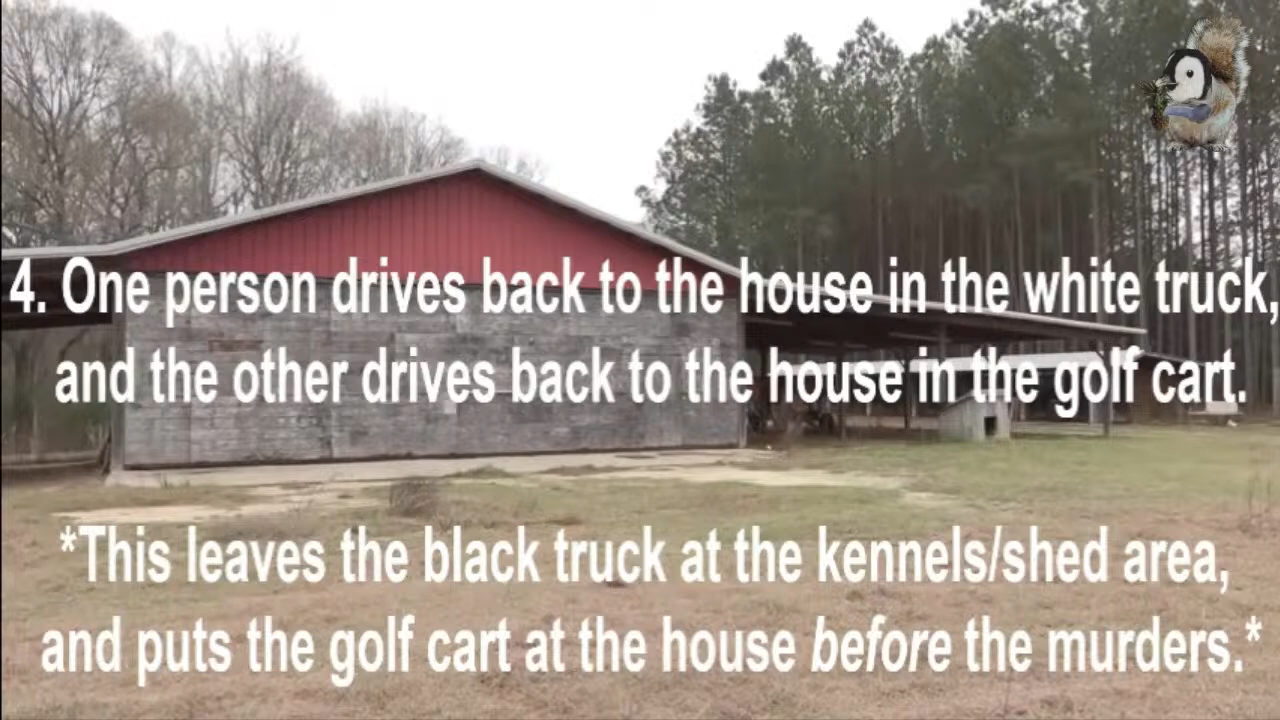 4. One person drives back to the house in the white truck,
and the other drives back to the house in the golf cart.
*This leaves the black truck at the kennels/shed area,
and puts the golf cart at the house before the murders.*